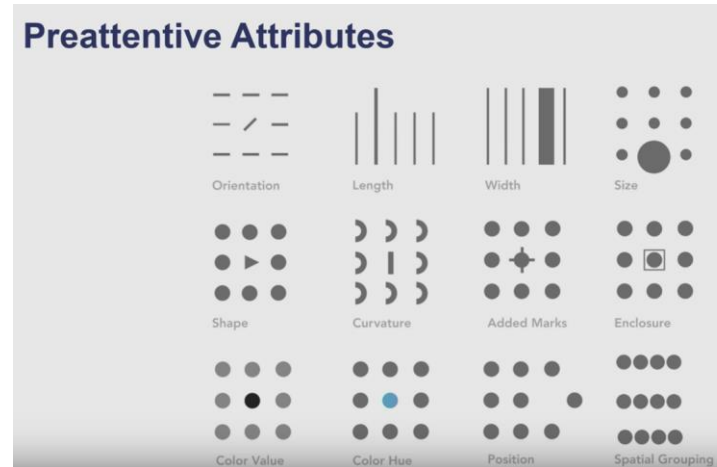 Preattentive Attributes
Orientation
Length
Width
Size
Shape
Curvature
Added Marks
Enclosure
Color Value
Color Hue
Position
Spatial Grouping